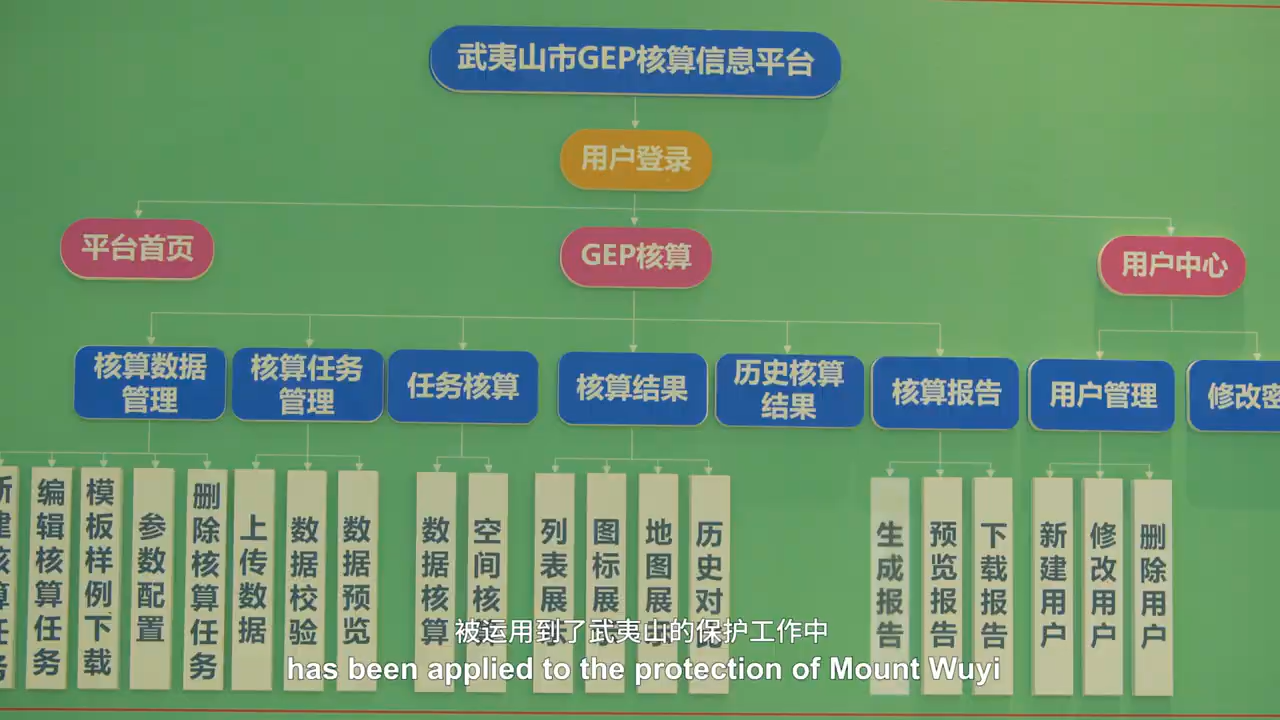 武夷山市GEP核算信息平台
用户登录
平台首页
GEP核算
用户中心
核算数据
管理
核算任务
管理
任务核算
核算结果
历史核算
结果
核算报告
用户管理
修改密
编辑核算任务
模板样例下载
参数配置
删除核算任务
上传数据
数据校验
数据预览
数据核算
空间核算
列表展示
图标展
地图展
历史对比
生成报告
预览报告
下载报告
新建用户
修改用户
删除用户
被运用到了武夷山的保护工作中
has been applied to the protection of Mount Wuyi